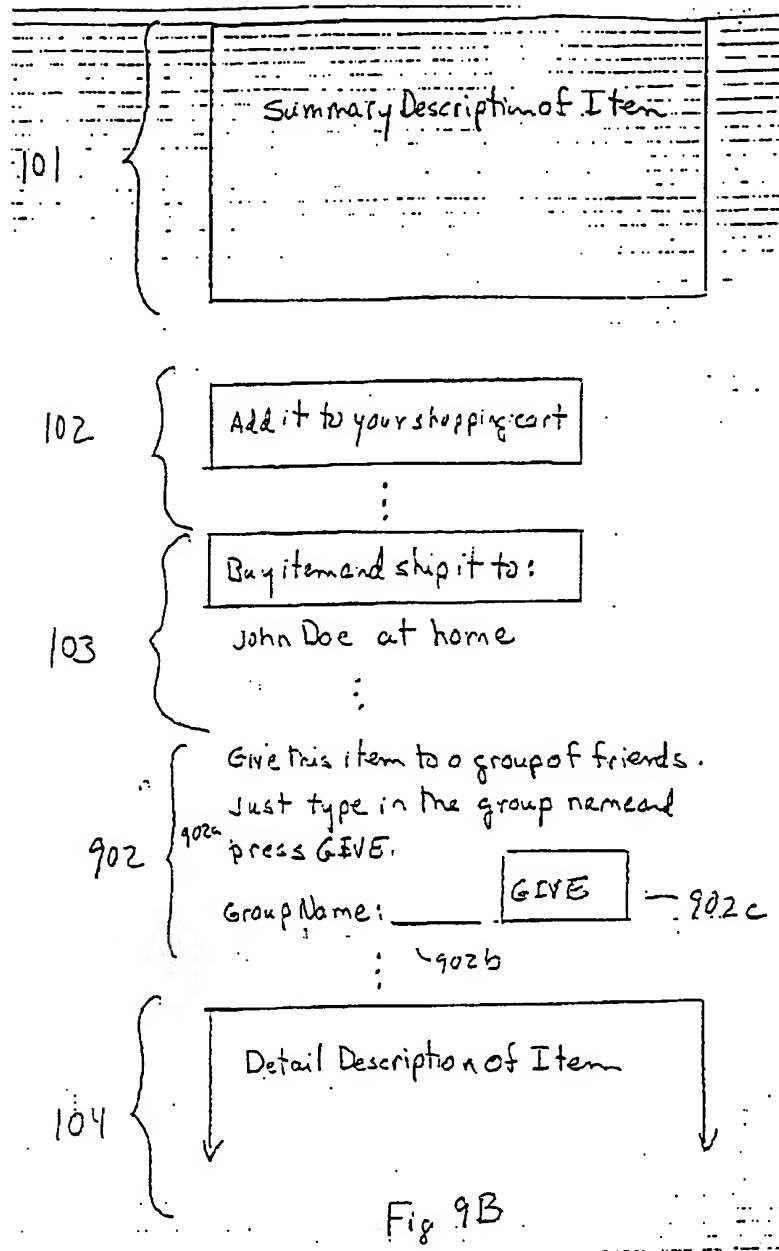 Summary Description of Item
101
102
Add it to your shopping cart
Buy item and ship it to:
103
John Doe at home
Give this item to a group of friends.
Just type in the group name and
902
902a
press GIVE.
Group Name: ______
GIVE
902c
902b
Detail Description of Item
104
Fig 9B